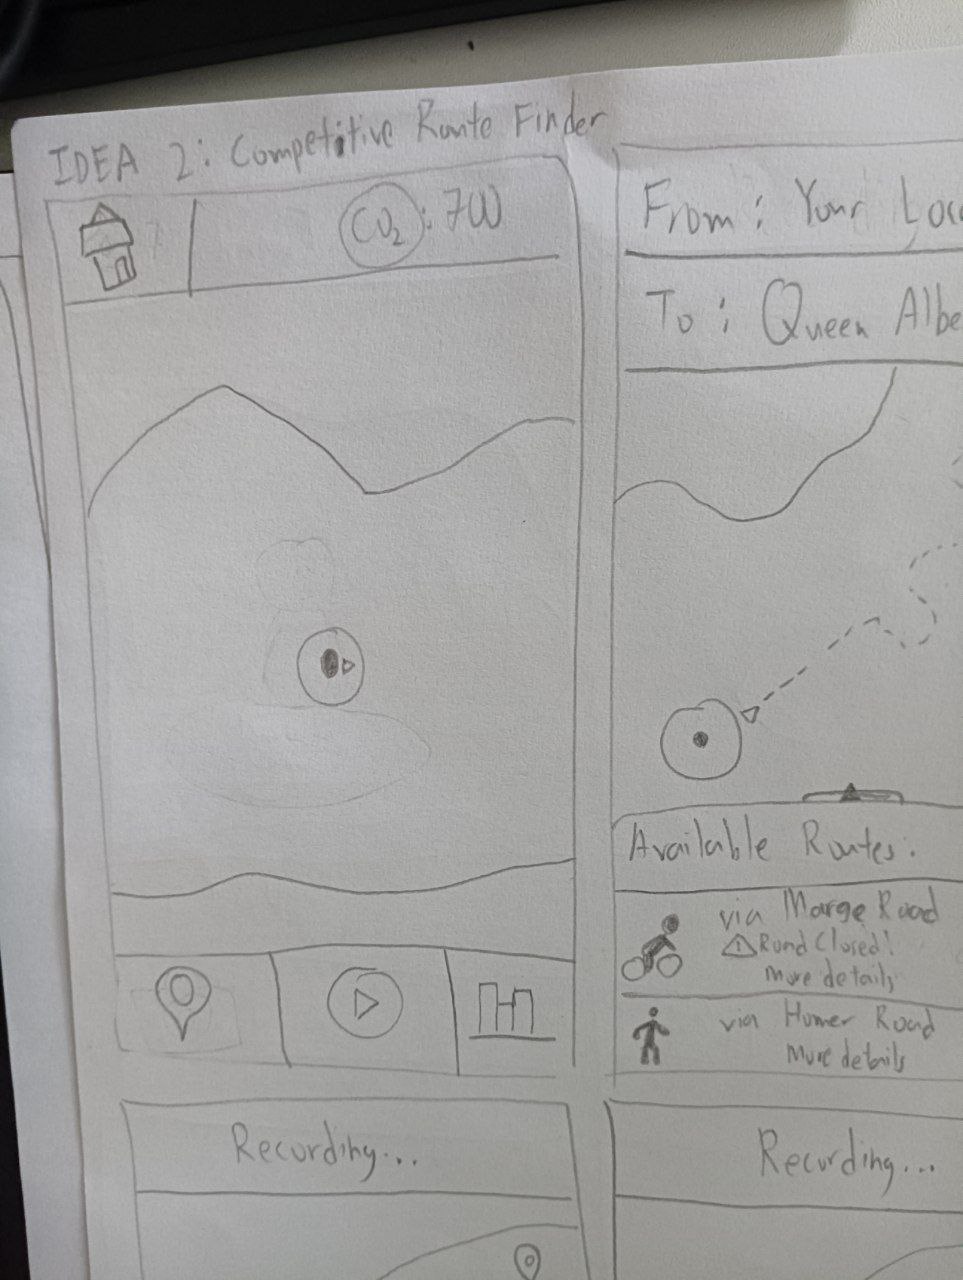 IDEA 2: Competitive Route Finder
CO2: 700
From: Your Loc
To: Queen Albe
Available Routes:
via Marge Road
Road Closed!
More details
via Homer Road
More details
Recording...
Recording...